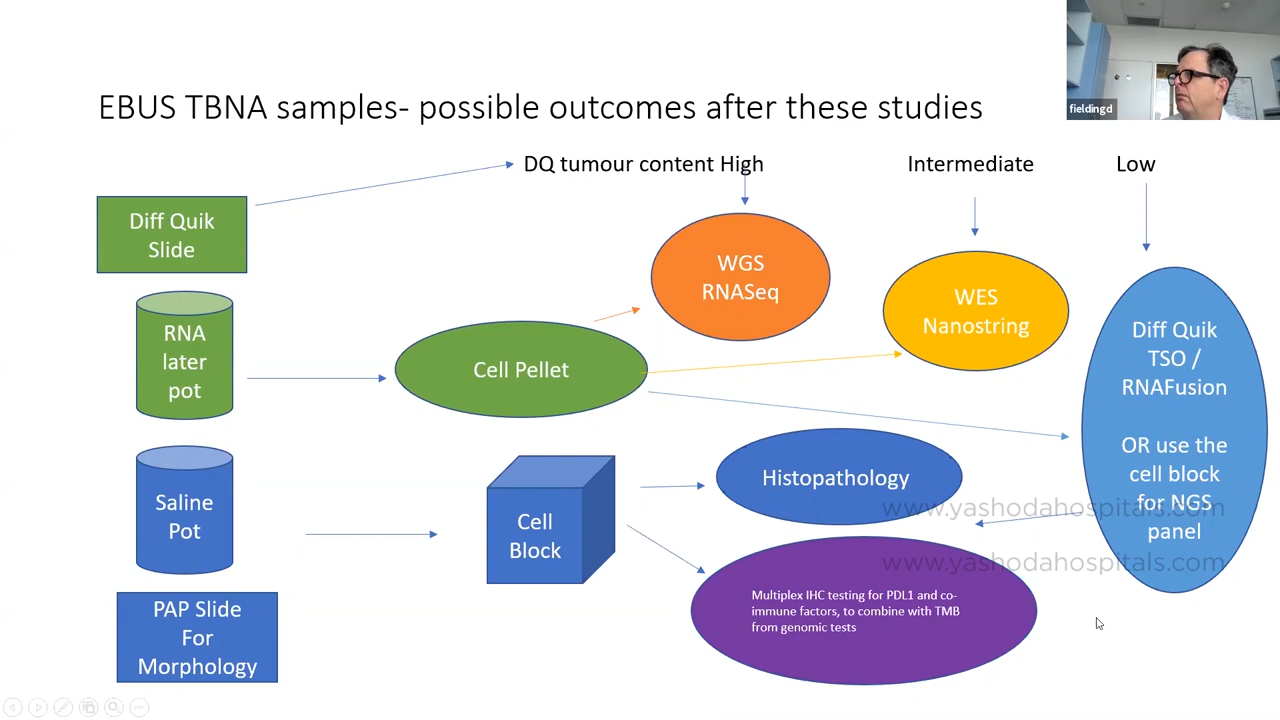 fieldingd
EBUS TBNA samples- possible outcomes after these studies
DQ tumour content High
Intermediate
Low
Diff Quik
Slide
WGS
RNASeq
WES
Nanostring
RNA
later
pot
Cell Pellet
Diff Quik
TSO /
RNAFusion
OR use the
cell block
for NGS
panel
Saline
Pot
Cell
Block
Histopathology
www.yashodahospitals.com
www.yashodahospitals.com
PAP Slide
For
Morphology
Multiplex IHC testing for PDL1 and co-
immune factors, to combine with TMB
from genomic tests